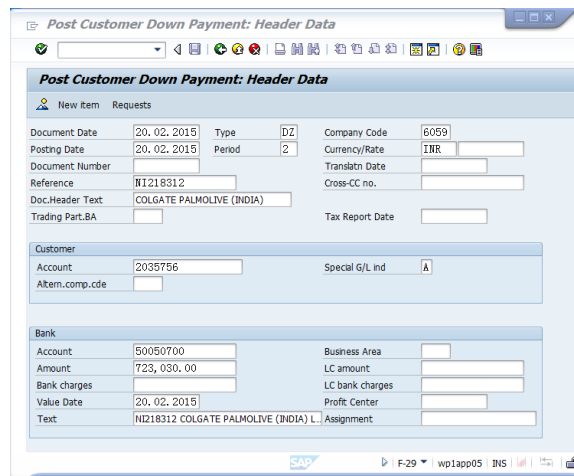 Post Customer Down Payment: Header Data
Post Customer Down Payment: Header Data
New item Requests
Document Date 20.02.2015 Type DZ Company Code 6059
Posting Date 20.02.2015 Period 2 Currency/Rate INR
Document Number Translatn Date
Reference NI218312 Cross-CC no.
Doc.Header Text COLGATE PALMOLIVE (INDIA)
Trading Part.BA Tax Report Date
Customer
Account 2035756 Special G/L ind A
Altern.comp.cde
Bank
Account 50050700 Business Area
Amount 723,030.00 LC amount
Bank charges LC bank charges
Value Date 20.02.2015 Profit Center
Text NI218312 COLGATE PALMOLIVE (INDIA) L.. Assignment
SAP F-29 wp1app05 INS